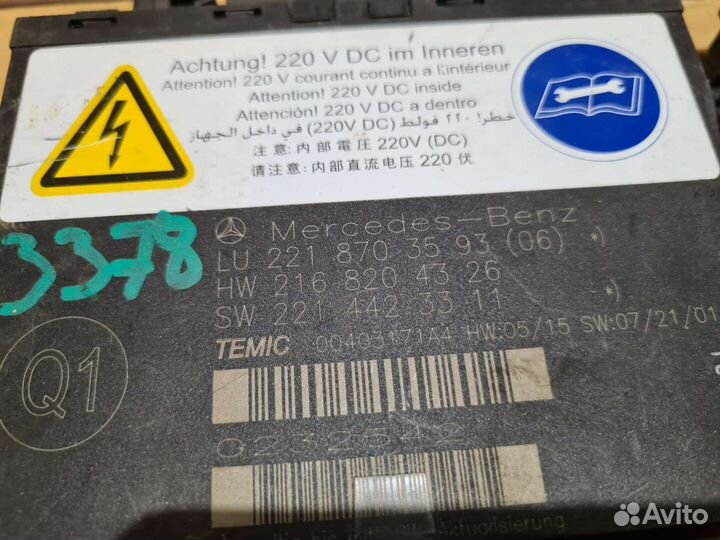 Achtung! 220 V DC im Inneren
Attention! 220 V courant continu a l'intérieur
Attention! 220 V DC inside
Atención! 220 V DC a dentro
خطر! ٢٢٠ فولط (220V DC) في داخل الجهاز
注意: 内部電圧 220V (DC)
请注意: 内部直流电压 220 伏
3378
Mercedes-Benz
LU 221 870 35 93 (06) *)
HW 216 820 43 26
SW 221 442 33 11 -*)
TEMIC 0040317144 HW:05/15 SW:07/21/01
Q1
Aktualisierung
Avito